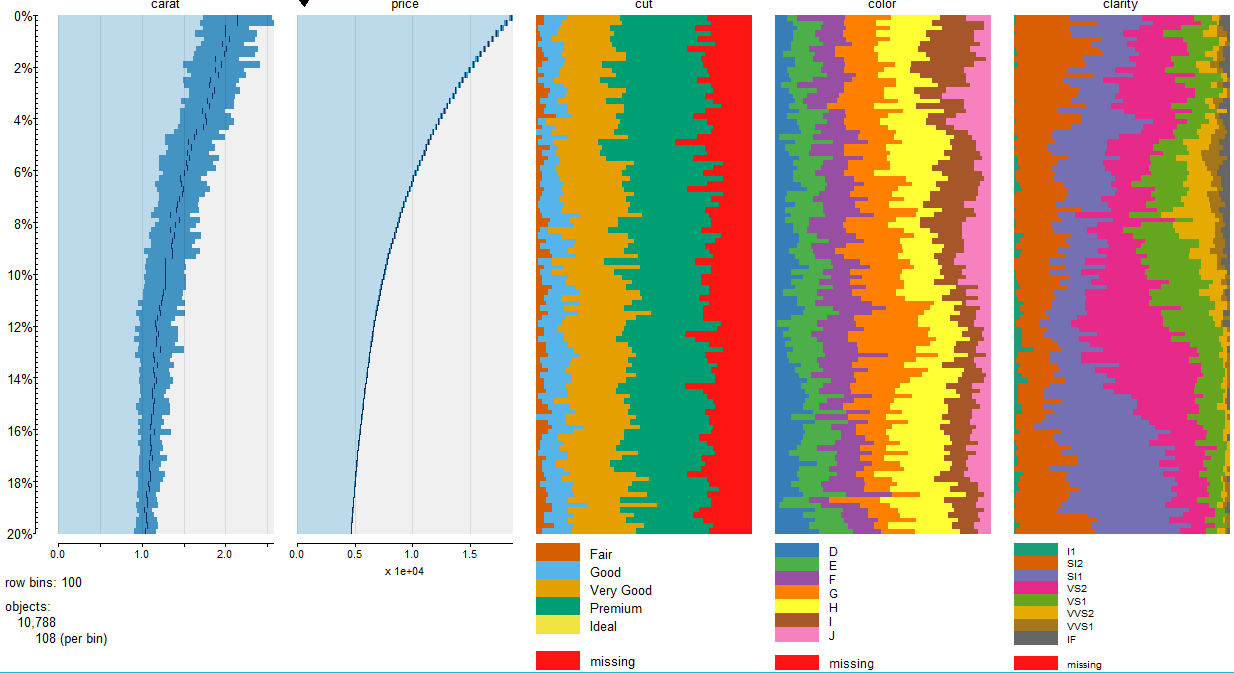 carat price cut color clarity
0%
2%
4%
6%
8%
10%
12%
14%
16%
18%
20%
0.0 1.0 2.0
0.0 0.5 1.0 1.5
x 1e+04
row bins: 100
objects:
10,788
108 (per bin)
Fair
Good
Very Good
Premium
Ideal
missing
D
E
F
G
H
I
J
missing
I1
SI2
SI1
VS2
VS1
VVS2
VVS1
IF
missing